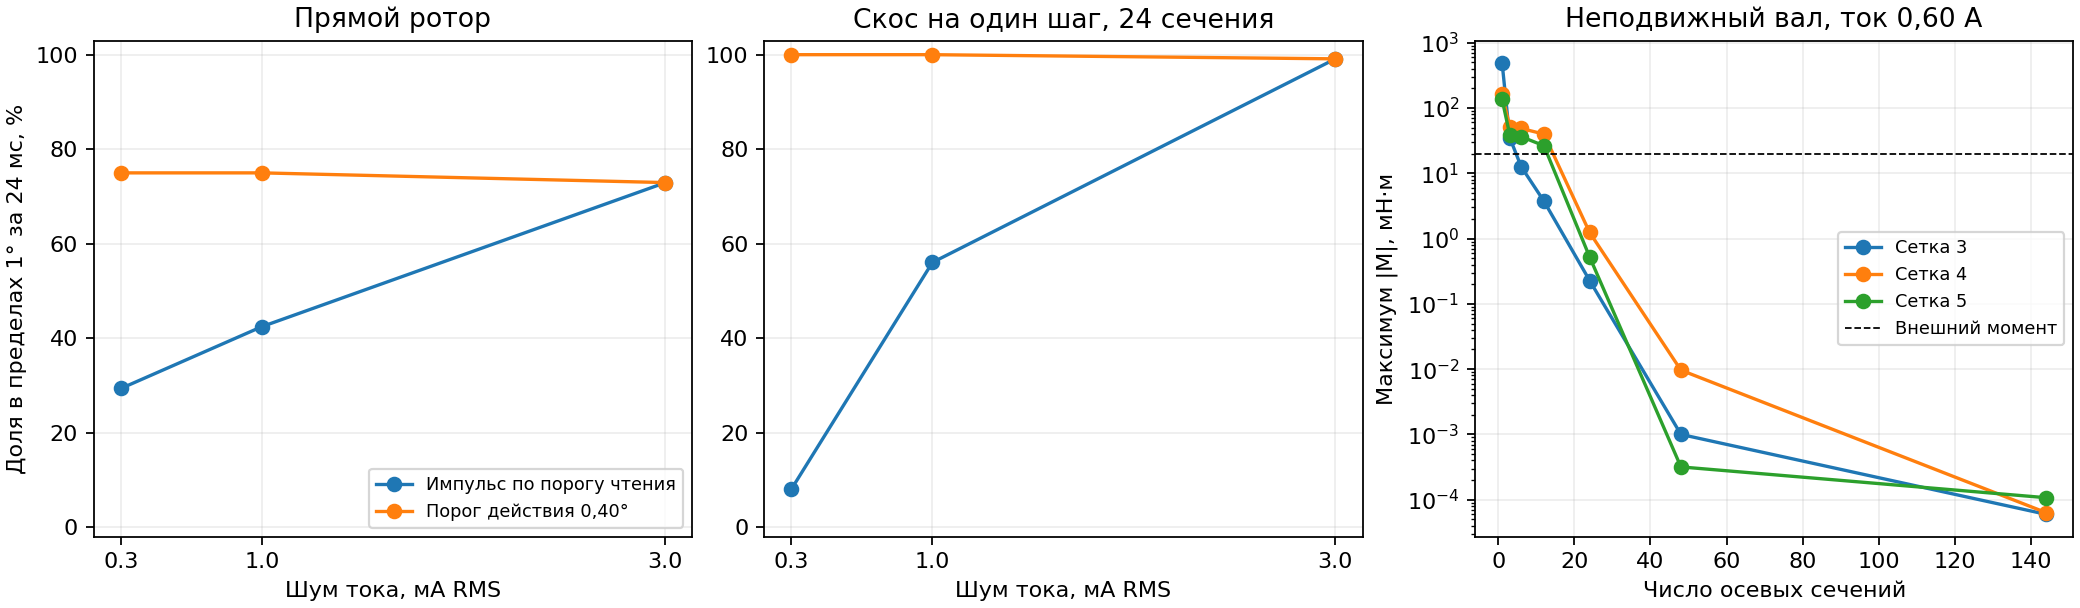 Прямой ротор
Доля в пределах 1° за 24 мс, %
100
80
60
40
20
0
Импульс по порогу чтения
Порог действия 0,40°
0.3 1.0 3.0
Шум тока, мА RMS
Скос на один шаг, 24 сечения
100
80
60
40
20
0
0.3 1.0 3.0
Шум тока, мА RMS
Неподвижный вал, ток 0,60 А
Максимум |M|, мН·м
10³
10²
10¹
10⁰
10⁻¹
10⁻²
10⁻³
10⁻⁴
Сетка 3
Сетка 4
Сетка 5
Внешний момент
0 20 40 60 80 100 120 140
Число осевых сечений